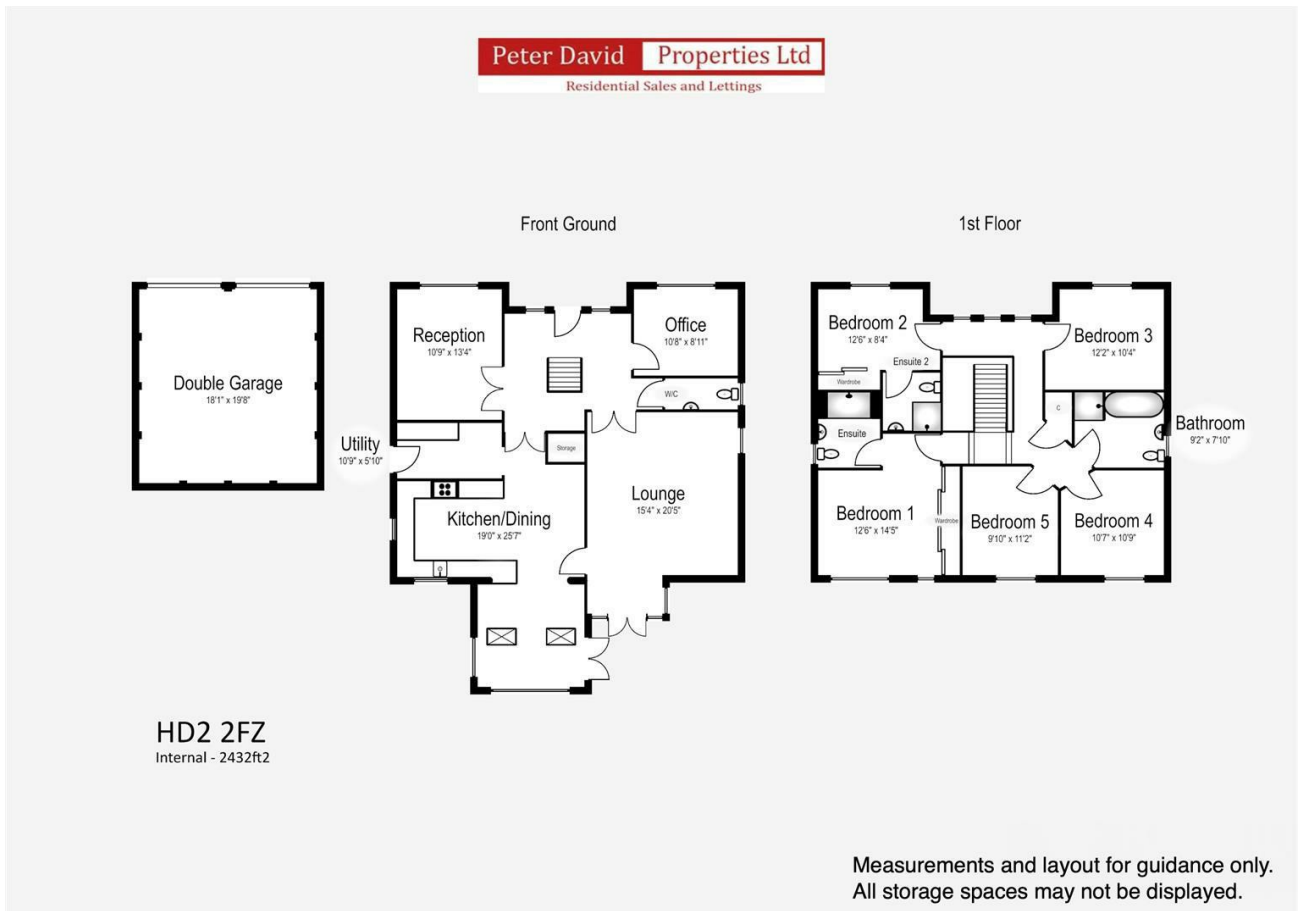 Peter David Properties Ltd
Residential Sales and Lettings
Front Ground
1st Floor
Double Garage
18'1" x 19'8"
Reception
10'9" x 13'4"
Office
10'8" x 8'11"
W/C
Utility
10'9" x 5'10"
Storage
Kitchen/Dining
19'0" x 25'7"
Lounge
15'4" x 20'5"
Bedroom 2
12'6" x 8'4"
Ensuite 2
Wardrobe
Bedroom 3
12'2" x 10'4"
Ensuite
C
Bathroom
9'2" x 7'10"
Bedroom 1
12'6" x 14'5"
Wardrobe
Bedroom 5
9'10" x 11'2"
Bedroom 4
10'7" x 10'9"
HD2 2FZ
Internal - 2432ft2
Measurements and layout for guidance only.
All storage spaces may not be displayed.